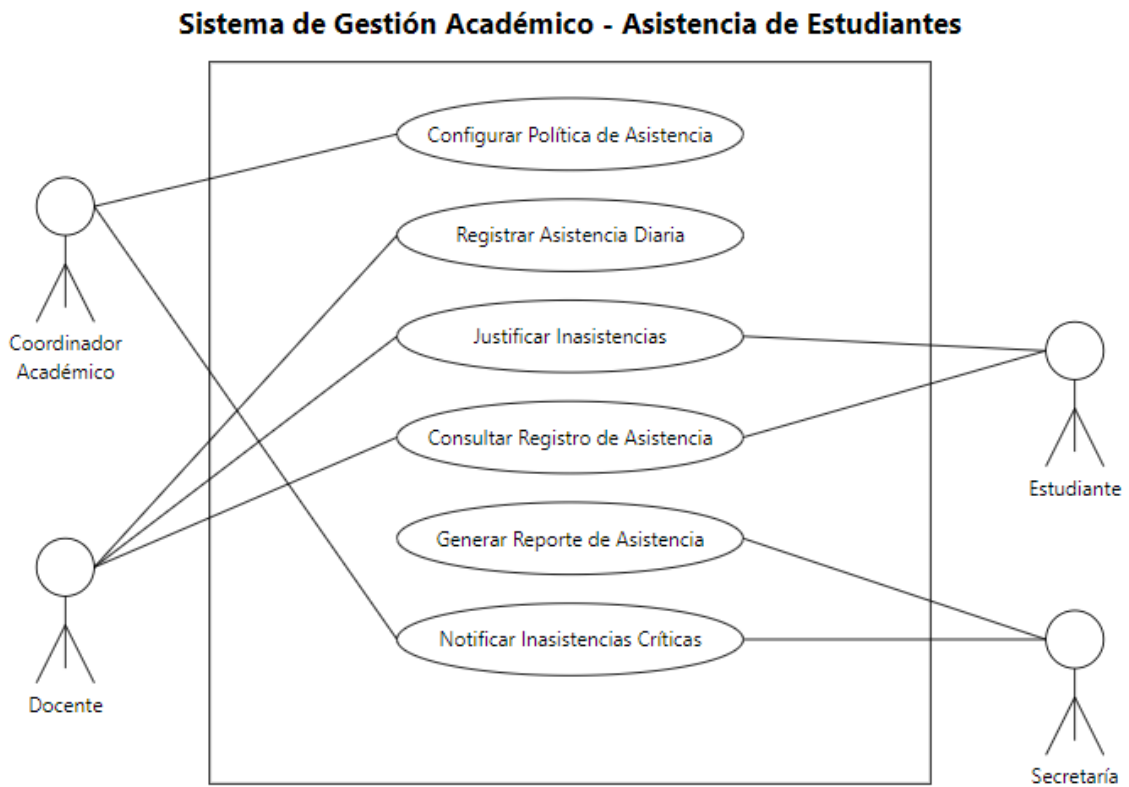 Sistema de Gestión Académico - Asistencia de Estudiantes
Configurar Política de Asistencia
Registrar Asistencia Diaria
Justificar Inasistencias
Consultar Registro de Asistencia
Generar Reporte de Asistencia
Notificar Inasistencias Críticas
Coordinador
Académico
Docente
Estudiante
Secretaría